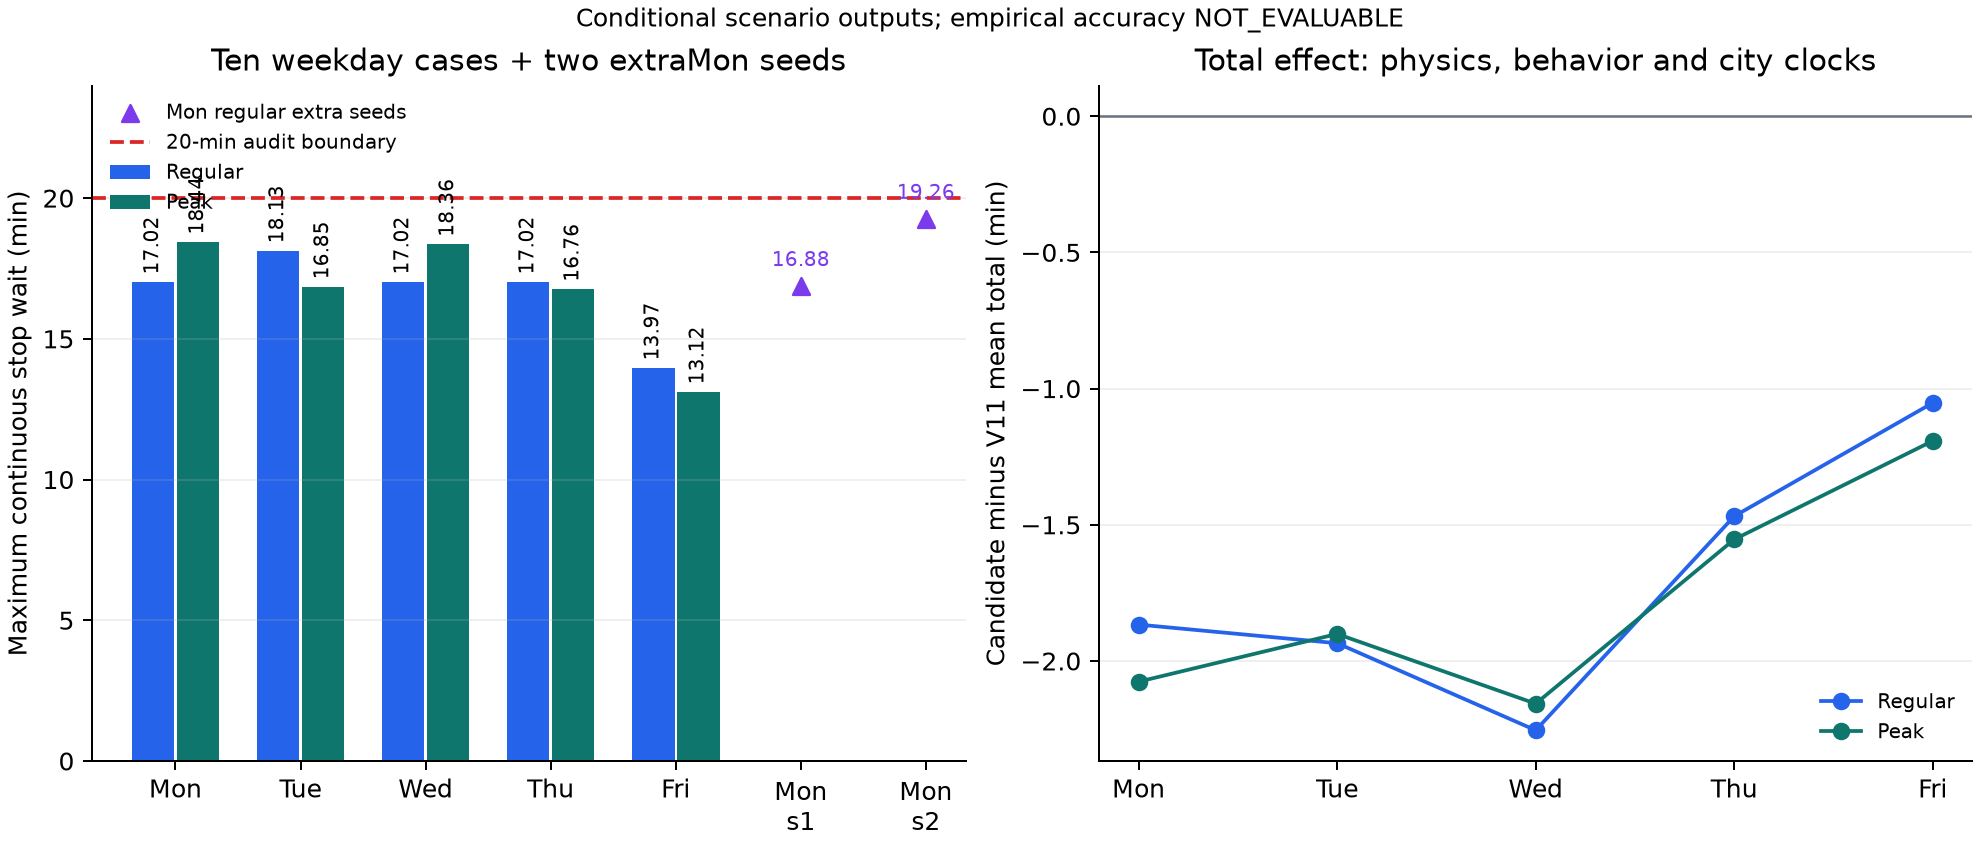 Conditional scenario outputs; empirical accuracy NOT_EVALUABLE
Ten weekday cases + two extraMon seeds
Maximum continuous stop wait (min)
20
15
10
5
0
Mon regular extra seeds
20-min audit boundary
Regular
Peak
17.02
18.44
18.13
16.85
17.02
18.36
17.02
16.76
13.97
13.12
16.88
19.26
Mon
Tue
Wed
Thu
Fri
Mon
s1
Mon
s2
Total effect: physics, behavior and city clocks
Candidate minus V11 mean total (min)
0.0
−0.5
−1.0
−1.5
−2.0
Regular
Peak
Mon
Tue
Wed
Thu
Fri